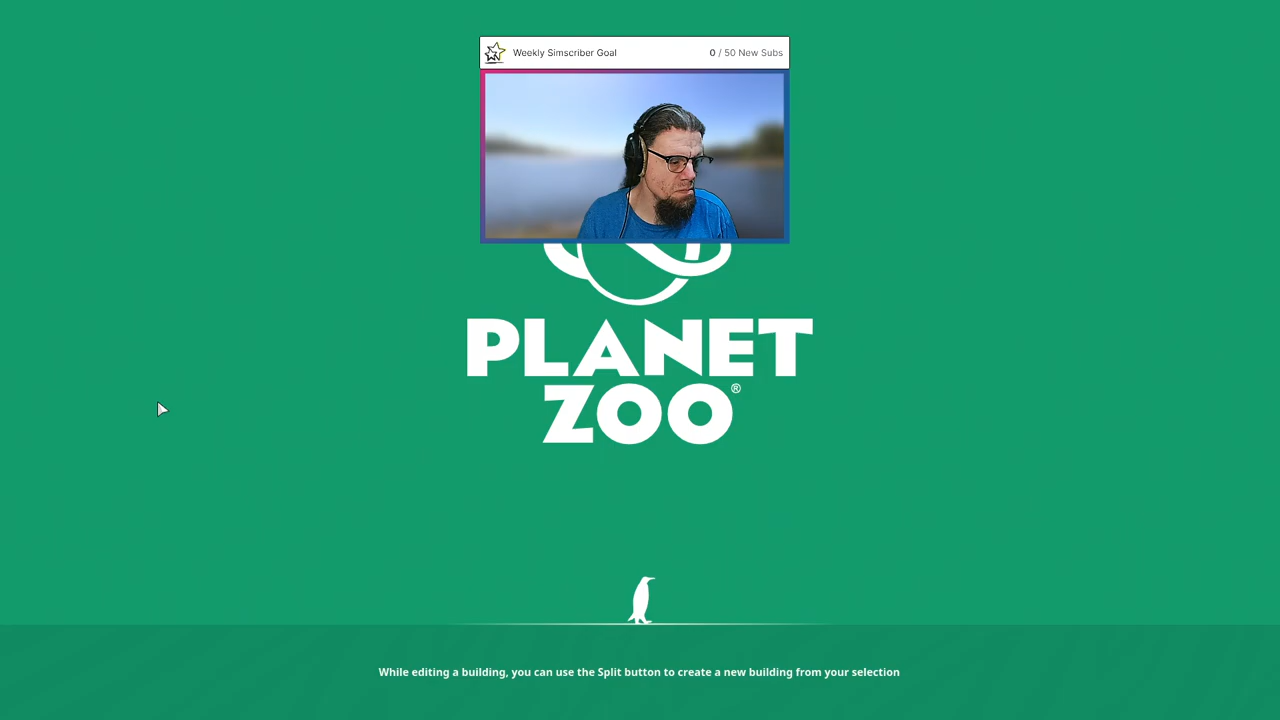 Weekly Simscriber Goal 0 / 50 New Subs
PLANET
ZOO®
While editing a building, you can use the Split button to create a new building from your selection